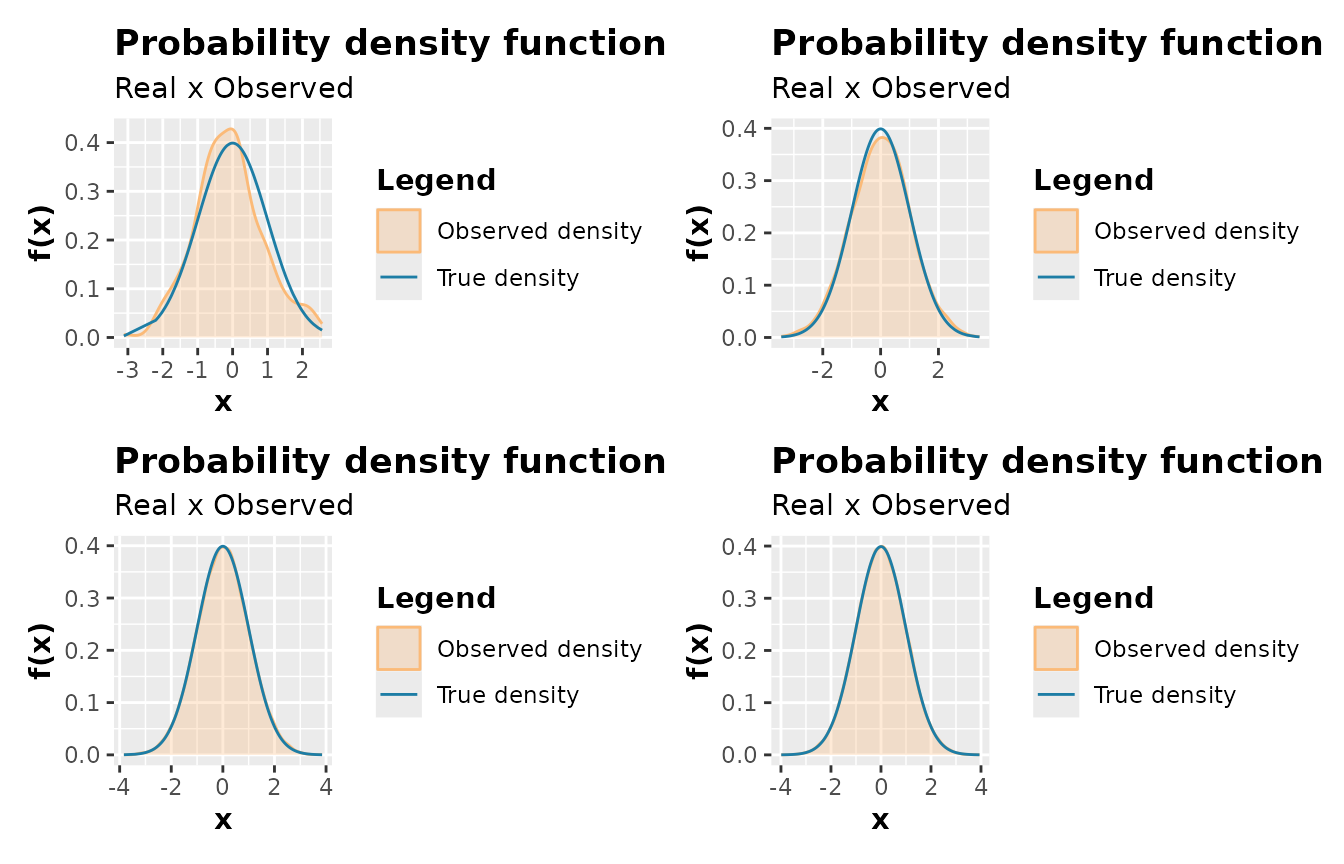 Probability density function
Real x Observed
f(x)
0.4
0.3
0.2
0.1
0.0
-3 -2 -1 0 1 2
x
Legend
Observed density
True density
Probability density function
Real x Observed
f(x)
0.4
0.3
0.2
0.1
0.0
-2 0 2
x
Legend
Observed density
True density
Probability density function
Real x Observed
f(x)
0.4
0.3
0.2
0.1
0.0
-4 -2 0 2 4
x
Legend
Observed density
True density
Probability density function
Real x Observed
f(x)
0.4
0.3
0.2
0.1
0.0
-4 -2 0 2 4
x
Legend
Observed density
True density